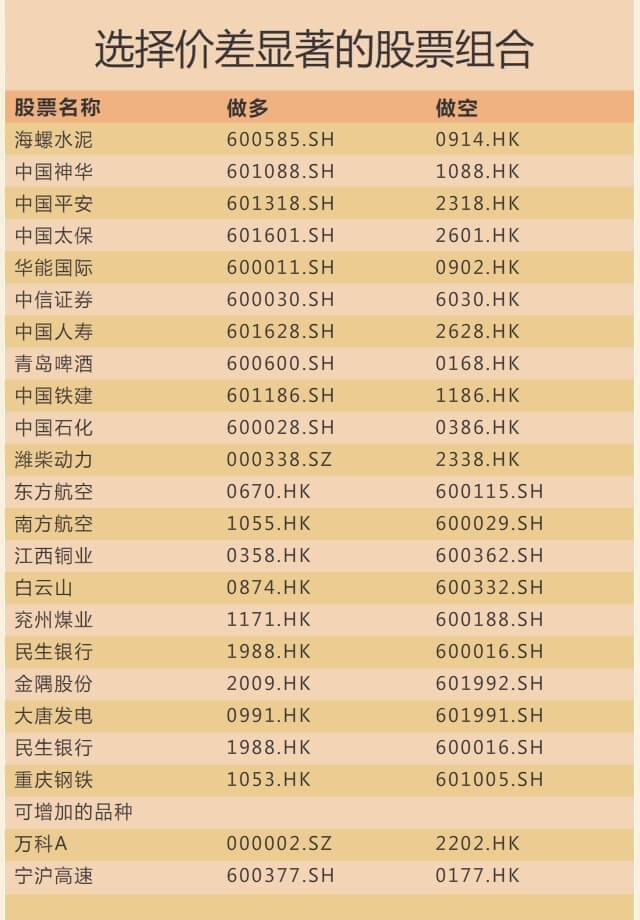 选择价差显著的股票组合
股票名称 做多 做空
海螺水泥 600585.SH 0914.HK
中国神华 601088.SH 1088.HK
中国平安 601318.SH 2318.HK
中国太保 601601.SH 2601.HK
华能国际 600011.SH 0902.HK
中信证券 600030.SH 6030.HK
中国人寿 601628.SH 2628.HK
青岛啤酒 600600.SH 0168.HK
中国铁建 601186.SH 1186.HK
中国石化 600028.SH 0386.HK
潍柴动力 000338.SZ 2338.HK
东方航空 0670.HK 600115.SH
南方航空 1055.HK 600029.SH
江西铜业 0358.HK 600362.SH
白云山 0874.HK 600332.SH
兖州煤业 1171.HK 600188.SH
民生银行 1988.HK 600016.SH
金隅股份 2009.HK 601992.SH
大唐发电 0991.HK 601991.SH
民生银行 1988.HK 600016.SH
重庆钢铁 1053.HK 601005.SH
可增加的品种
万科A 000002.SZ 2202.HK
宁沪高速 600377.SH 0177.HK